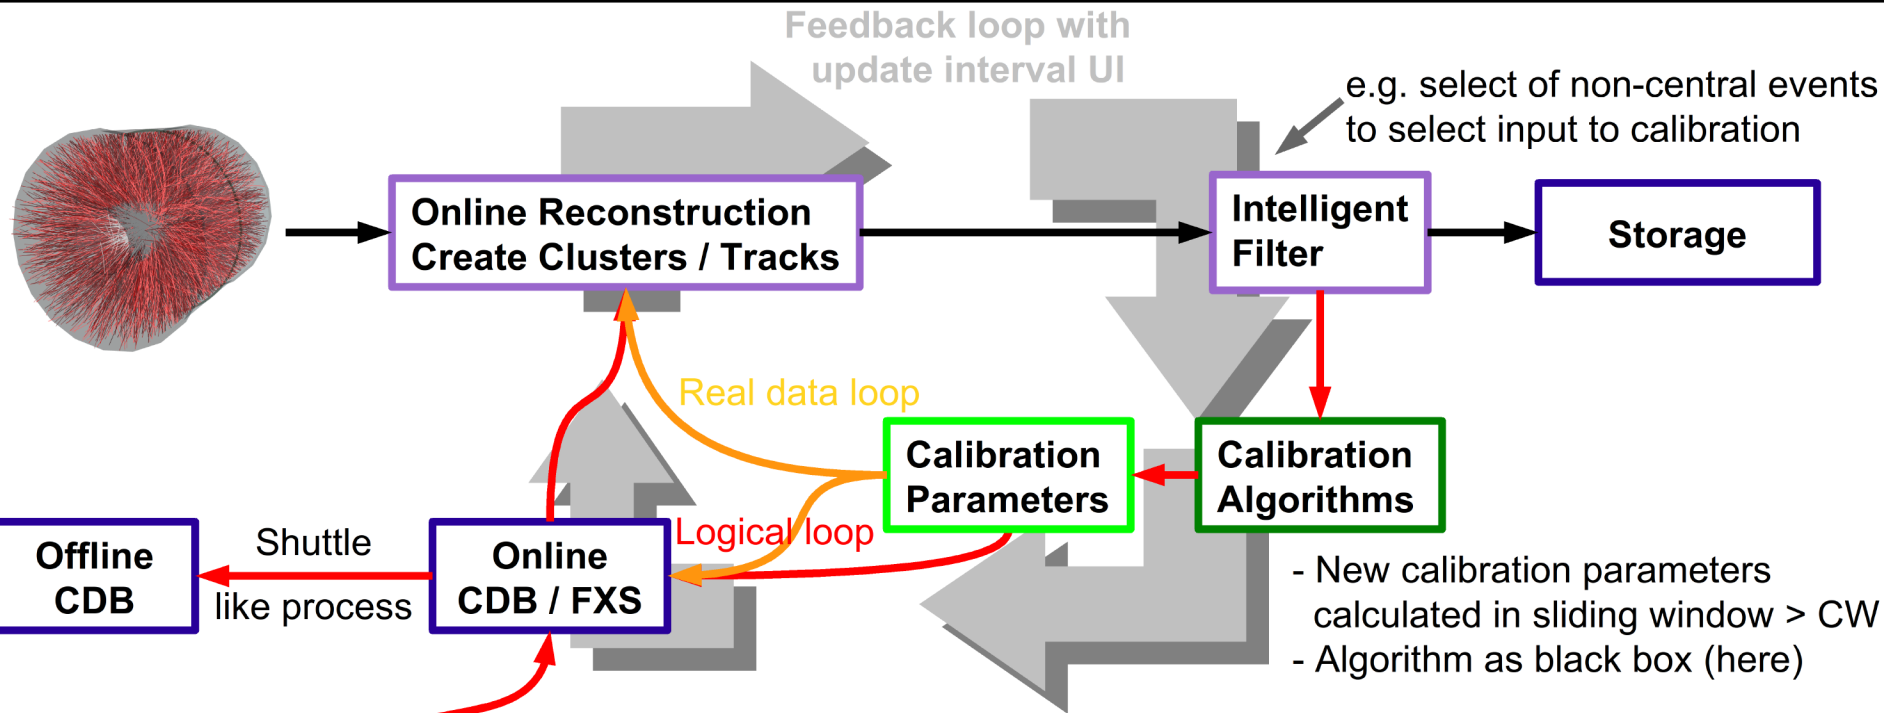 Feedback loop with
update interval UI
e.g. select of non-central events
to select input to calibration
Online Reconstruction
Create Clusters / Tracks
Intelligent
Filter
Storage
Real data loop
Calibration
Parameters
Calibration
Algorithms
Logical loop
Offline
CDB
Shuttle
like process
Online
CDB / FXS
- New calibration parameters
calculated in sliding window > CW
- Algorithm as black box (here)